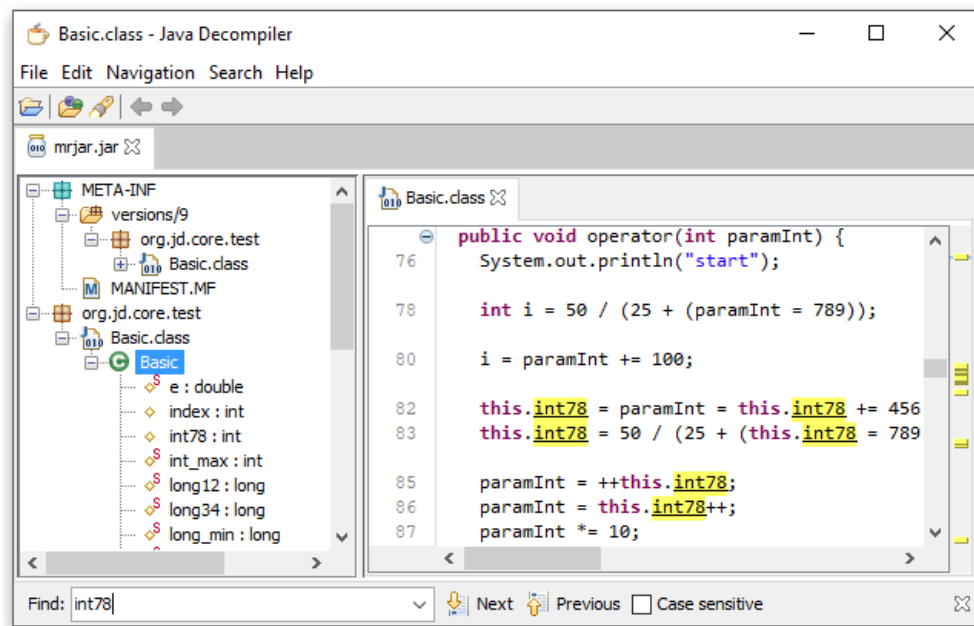 Basic.class - Java Decompiler
File Edit Navigation Search Help
mrjar.jar
META-INF
versions/9
org.jd.core.test
Basic.class
MANIFEST.MF
org.jd.core.test
Basic.class
Basic
e : double
index : int
int78 : int
int_max : int
long12 : long
long34 : long
long_min : long
Basic.class
public void operator(int paramInt) {
76 System.out.println("start");
78 int i = 50 / (25 + (paramInt = 789));
80 i = paramInt += 100;
82 this.int78 = paramInt = this.int78 += 456
83 this.int78 = 50 / (25 + (this.int78 = 789
85 paramInt = ++this.int78;
86 paramInt = this.int78++;
87 paramInt *= 10;
Find: int78 Next Previous Case sensitive